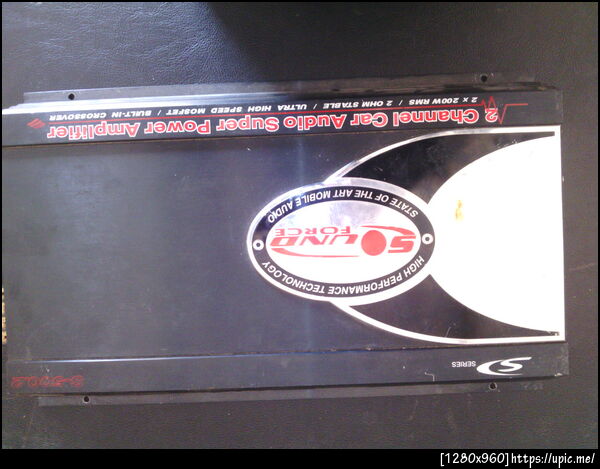 2 Channel Car Audio Super Power Amplifier
2 x 200W RMS / 2 OHM STABLE / ULTRA HIGH SPEED MOSFET / BUILT-IN CROSSOVER
STATE OF THE ART MOBILE AUDIO
SOUND
FORCE
HIGH PERFORMANCE TECHNOLOGY
S SERIES
[1280x960]https://upic.me/